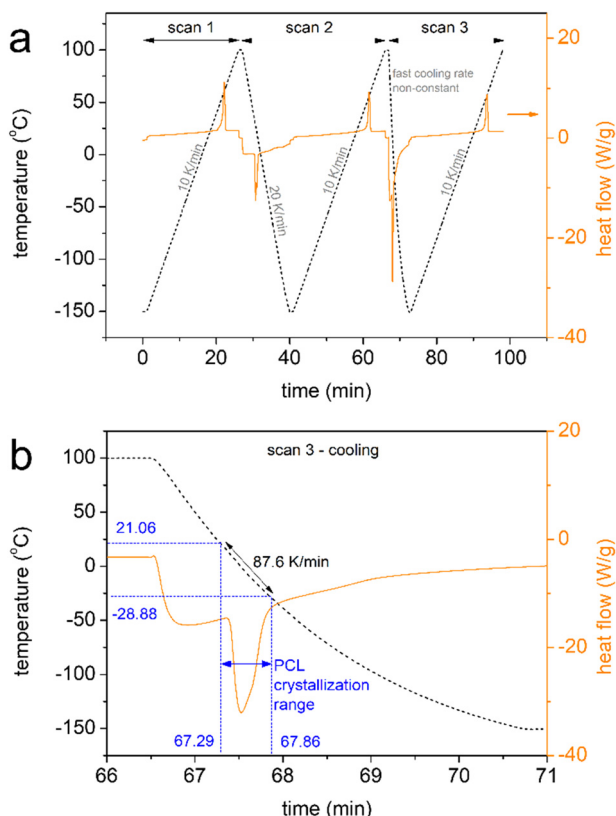 a
scan 1
scan 2
scan 3
100
50
0
-50
-100
-150
temperature (°C)
10 K/min
20 K/min
10 K/min
fast cooling rate
non-constant
10 K/min
20
10
0
-10
-20
-30
-40
heat flow (W/g)
0
20
40
60
80
100
time (min)
b
scan 3 - cooling
100
50
0
-50
-100
-150
temperature (°C)
21.06
-28.88
87.6 K/min
PCL
crystallization
range
67.29
67.86
20
10
0
-10
-20
-30
-40
heat flow (W/g)
66
67
68
69
70
71
time (min)